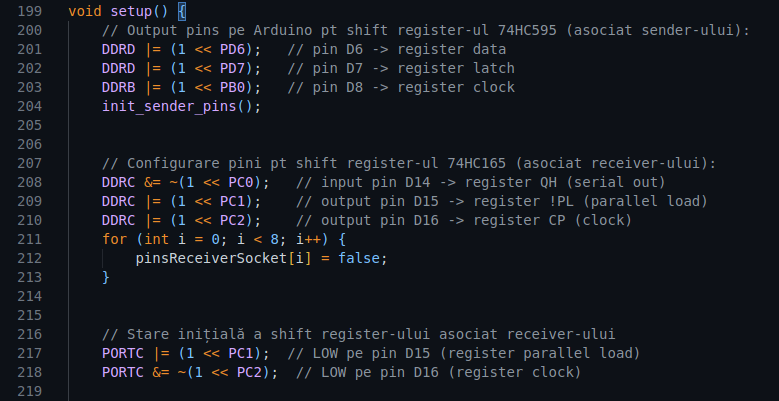 199 void setup() {
200 // Output pins pe Arduino pt shift register-ul 74HC595 (asociat sender-ului):
201 DDRD |= (1 << PD6);   // pin D6 -> register data
202 DDRD |= (1 << PD7);   // pin D7 -> register latch
203 DDRB |= (1 << PB0);   // pin D8 -> register clock
204 init_sender_pins();
205
206
207 // Configurare pini pt shift register-ul 74HC165 (asociat receiver-ului):
208 DDRC &= ~(1 << PC0);   // input pin D14 -> register QH (serial out)
209 DDRC |= (1 << PC1);    // output pin D15 -> register !PL (parallel load)
210 DDRC |= (1 << PC2);    // output pin D16 -> register CP (clock)
211 for (int i = 0; i < 8; i++) {
212 pinsReceiverSocket[i] = false;
213 }
214
215
216 // Stare inițială a shift register-ului asociat receiver-ului
217 PORTC |= (1 << PC1);  // LOW pe pin D15 (register parallel load)
218 PORTC &= ~(1 << PC2);  // LOW pe pin D16 (register clock)
219